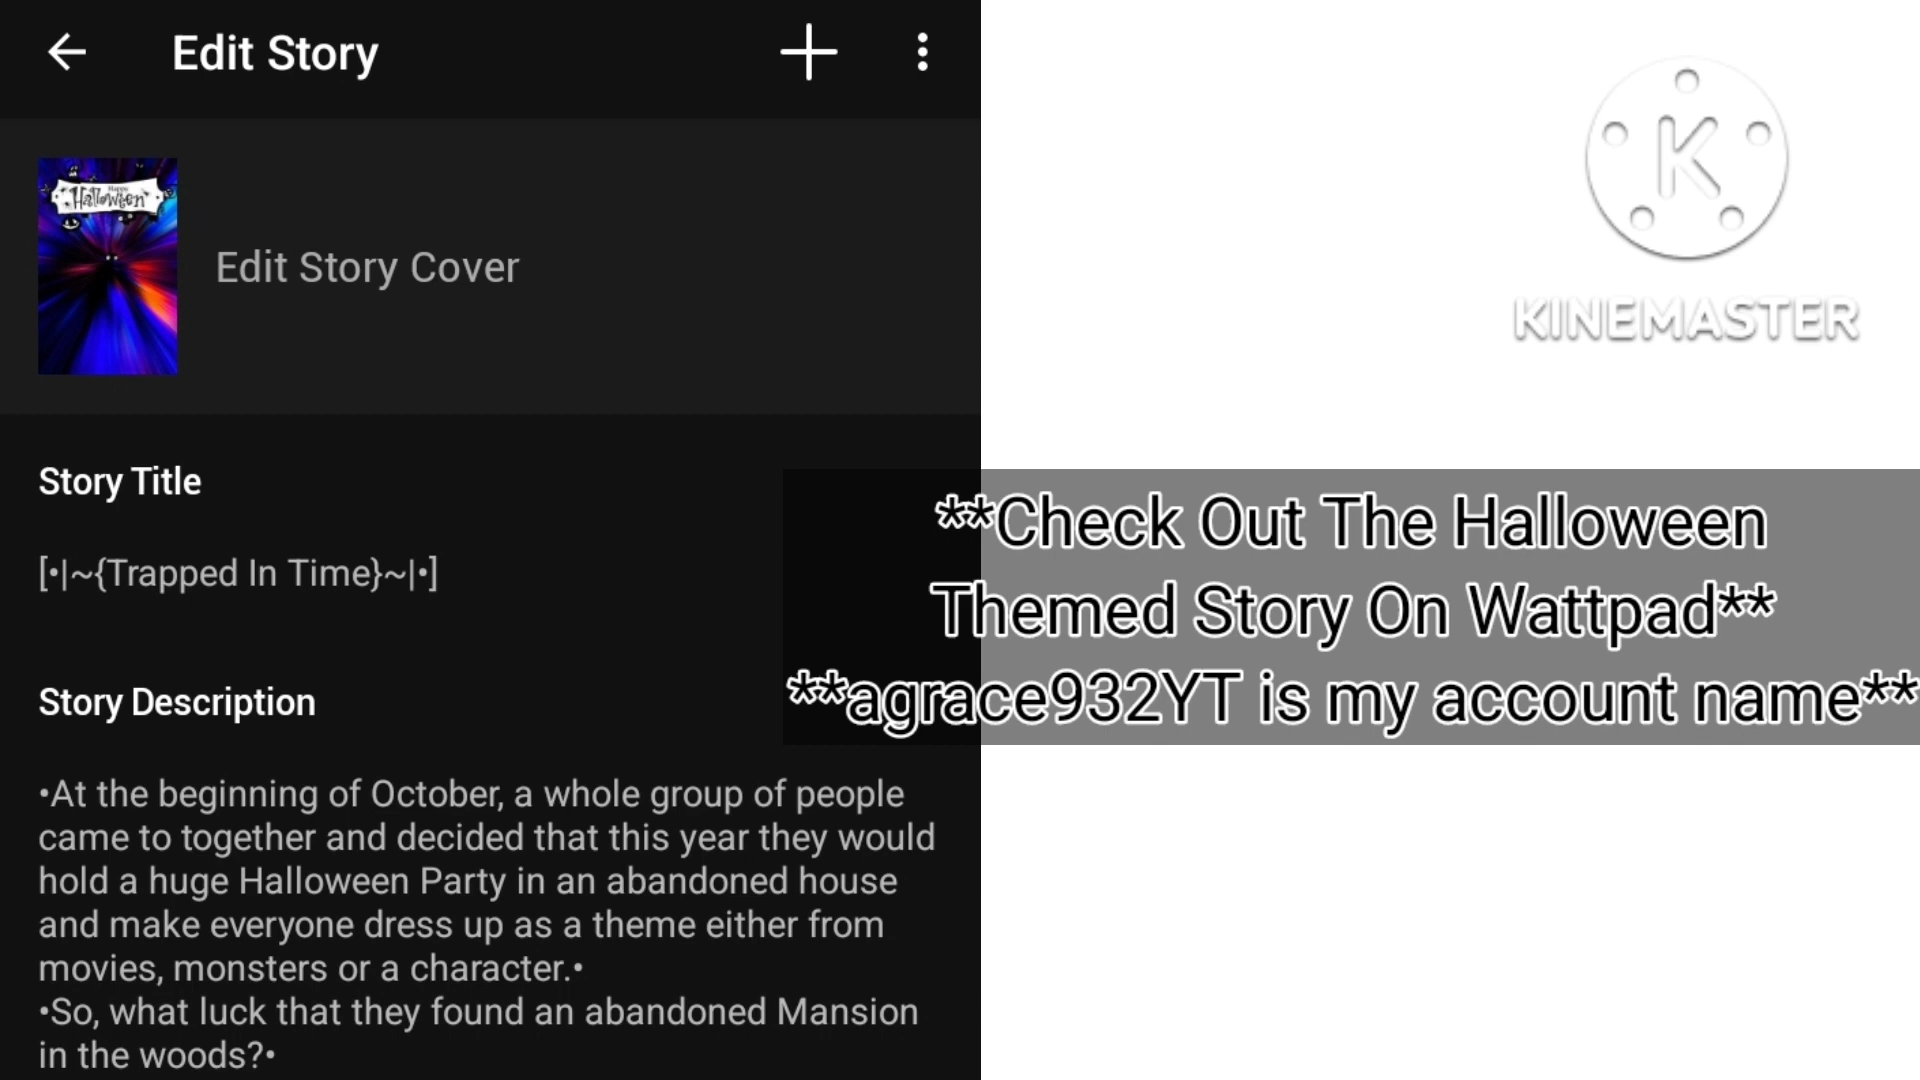 Edit Story
Happy
Halloween
Edit Story Cover
Story Title
[•|~{Trapped In Time}~|•]
Story Description
•At the beginning of October, a whole group of people
came to together and decided that this year they would
hold a huge Halloween Party in an abandoned house
and make everyone dress up as a theme either from
movies, monsters or a character.•
•So, what luck that they found an abandoned Mansion
in the woods?•
K
KINEMASTER
**Check Out The Halloween
Themed Story On Wattpad**
**agrace932YT is my account name**